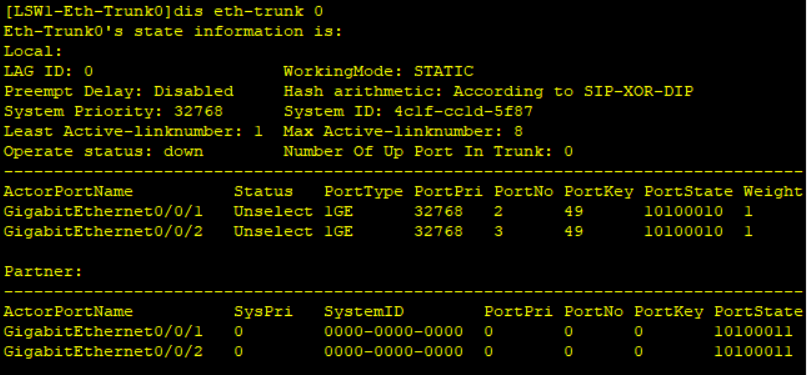 [LSW1-Eth-Trunk0]dis eth-trunk 0
Eth-Trunk0's state information is:
Local:
LAG ID: 0 WorkingMode: STATIC
Preempt Delay: Disabled Hash arithmetic: According to SIP-XOR-DIP
System Priority: 32768 System ID: 4c1f-cc1d-5f87
Least Active-linknumber: 1 Max Active-linknumber: 8
Operate status: down Number Of Up Port In Trunk: 0
--------------------------------------------------------------------------------
ActorPortName Status PortType PortPri PortNo PortKey PortState Weight
GigabitEthernet0/0/1 Unselect 1GE 32768 2 49 10100010 1
GigabitEthernet0/0/2 Unselect 1GE 32768 3 49 10100010 1
Partner:
--------------------------------------------------------------------------------
ActorPortName SysPri SystemID PortPri PortNo PortKey PortState
GigabitEthernet0/0/1 0 0000-0000-0000 0 0 0 10100011
GigabitEthernet0/0/2 0 0000-0000-0000 0 0 0 10100011